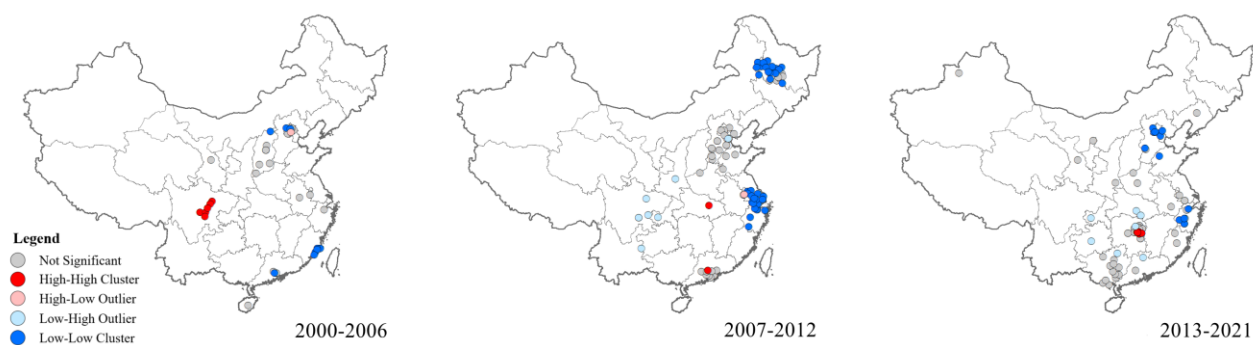 Legend
Not Significant
High-High Cluster
High-Low Outlier
Low-High Outlier
Low-Low Cluster
2000-2006
2007-2012
2013-2021